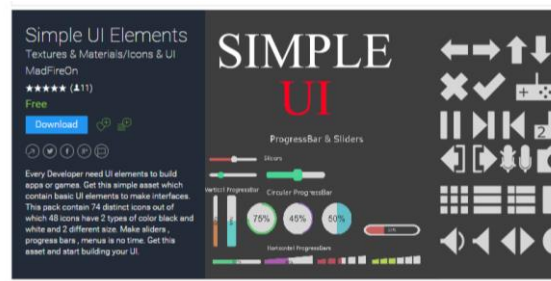 Simple UI Elements
Textures & Materials/Icons & UI
MadFireOn
★★★★★ (11)
Free
Download
Every Developer need UI elements to build
apps or games. Get this simple asset which
contain basic UI elements to make interfaces.
This pack contain 74 distinct icons out of
which 48 icons have 2 types of color black and
white and 2 different size. Make sliders ,
progress bars , menus is no time. Get this
asset and start building your UI.
SIMPLE
UI
ProgressBar & Sliders
Slicers
Verticl ProgressBar
Circular ProgressBar
75%
45%
50%
Horizontal ProgressBars
2